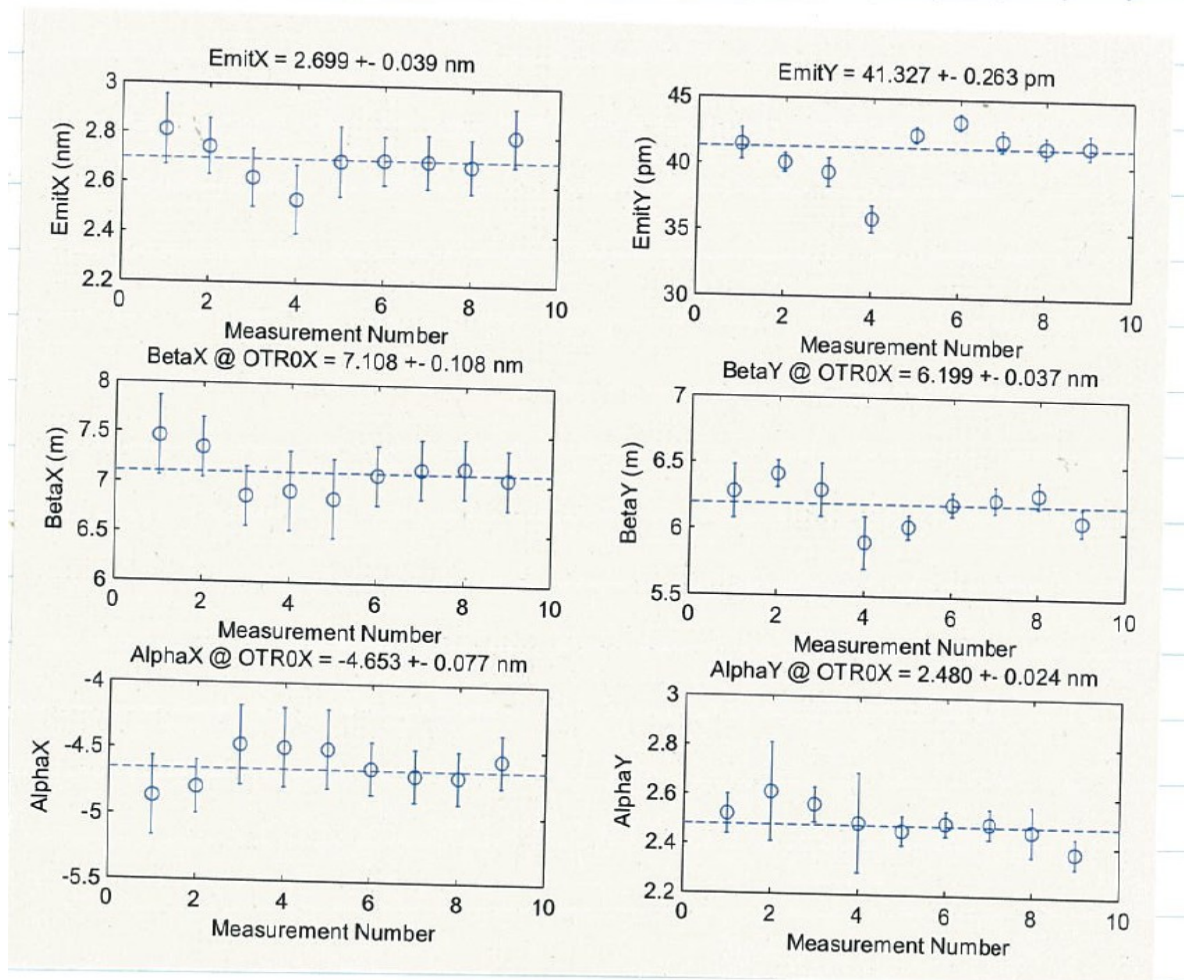 EmitX = 2.699 +- 0.039 nm
3
2.8
2.6
2.4
2.2
EmitX (nm)
0 2 4 6 8 10
Measurement Number
EmitY = 41.327 +- 0.263 pm
45
40
35
30
EmitY (pm)
0 2 4 6 8 10
Measurement Number
BetaX @ OTR0X = 7.108 +- 0.108 nm
8
7.5
7
6.5
6
BetaX (m)
0 2 4 6 8 10
Measurement Number
BetaY @ OTR0X = 6.199 +- 0.037 nm
7
6.5
6
5.5
BetaY (m)
0 2 4 6 8 10
Measurement Number
AlphaX @ OTR0X = -4.653 +- 0.077 nm
-4
-4.5
-5
-5.5
AlphaX
0 2 4 6 8 10
Measurement Number
AlphaY @ OTR0X = 2.480 +- 0.024 nm
3
2.8
2.6
2.4
2.2
AlphaY
0 2 4 6 8 10
Measurement Number